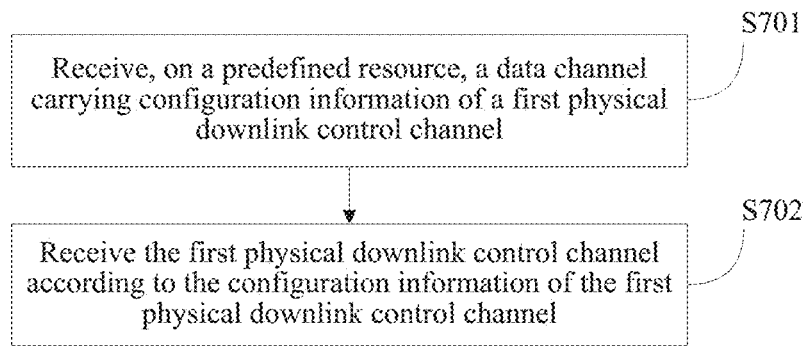 S701
Receive, on a predefined resource, a data channel
carrying configuration information of a first physical
downlink control channel
S702
Receive the first physical downlink control channel
according to the configuration information of the first
physical downlink control channel